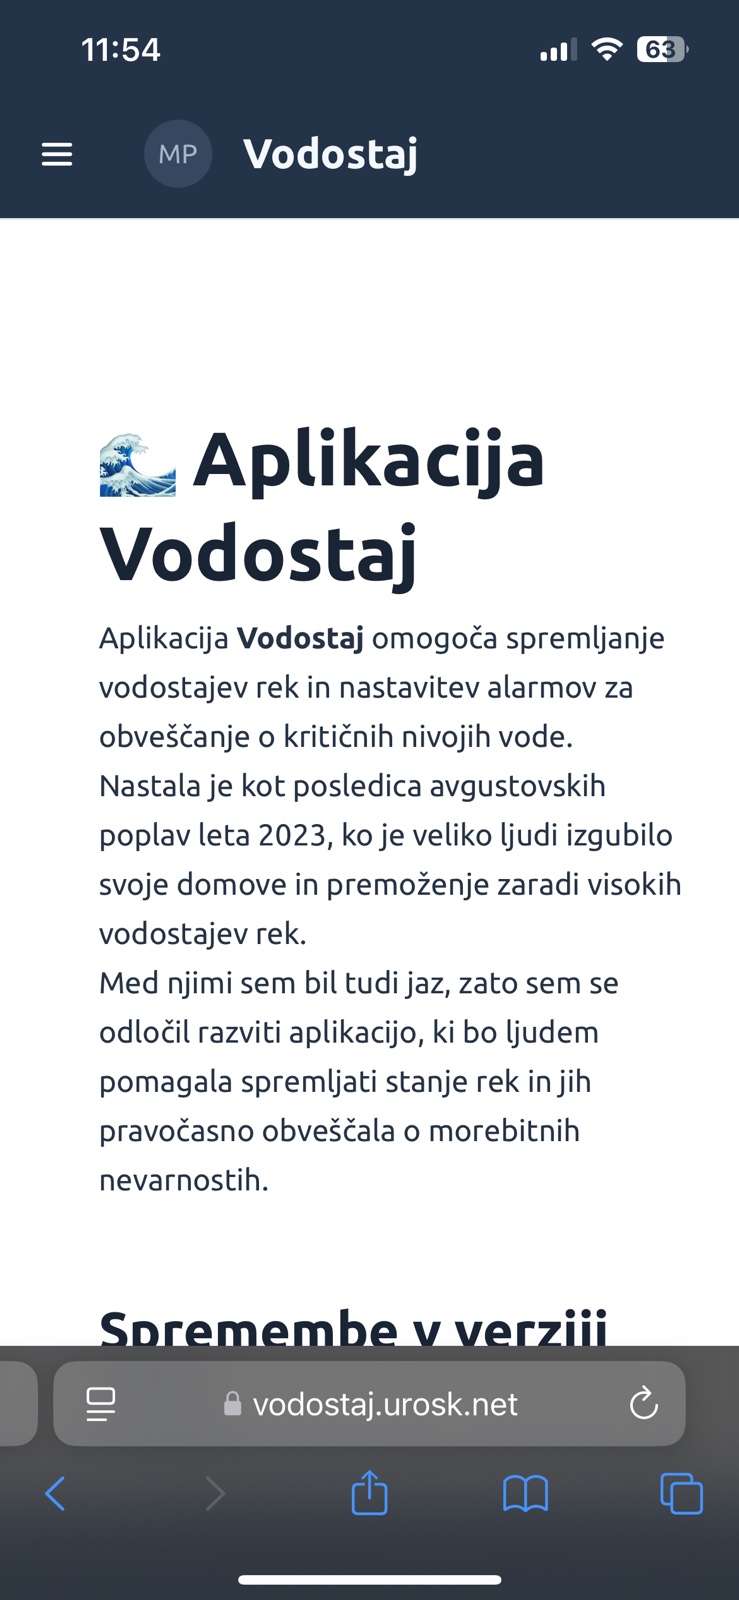 11:54
63
MP
Vodostaj
🌊 Aplikacija
Vodostaj
Aplikacija Vodostaj omogoča spremljanje
vodostajev rek in nastavitev alarmov za
obveščanje o kritičnih nivojih vode.
Nastala je kot posledica avgustovskih
poplav leta 2023, ko je veliko ljudi izgubilo
svoje domove in premoženje zaradi visokih
vodostajev rek.
Med njimi sem bil tudi jaz, zato sem se
odločil razviti aplikacijo, ki bo ljudem
pomagala spremljati stanje rek in jih
pravočasno obveščala o morebitnih
nevarnostih.
Spremembe v verziji
vodostaj.urosk.net